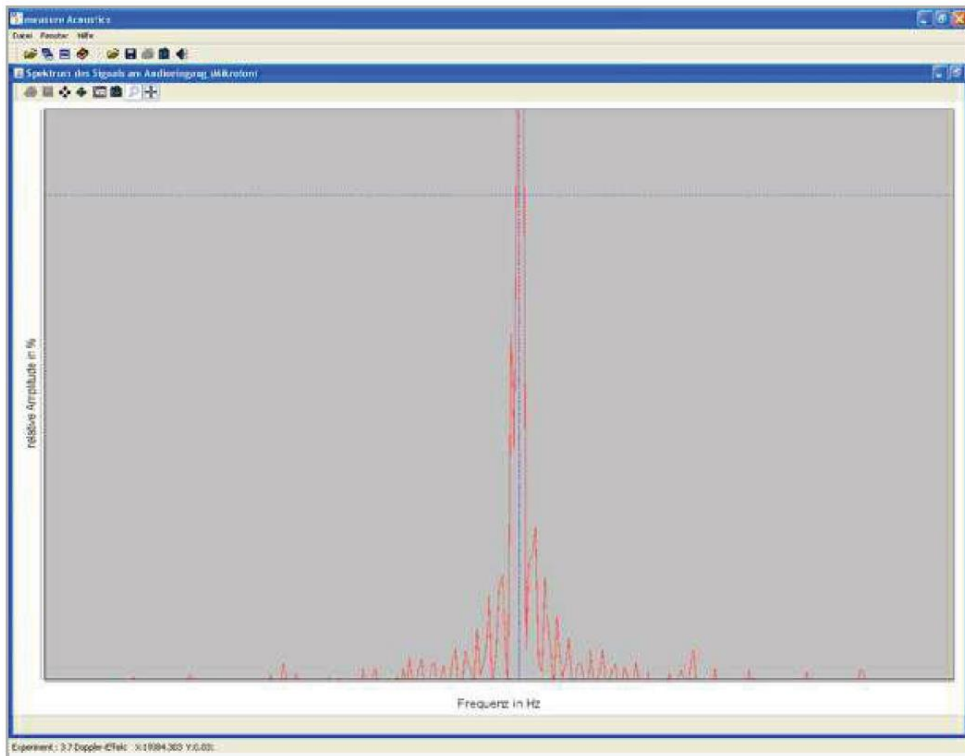 measure Acoustics
Datei Fenster Hilfe
Spektrum des Signals am Audioeingang (Mikrofon)
relative Amplitude in %
Frequenz in Hz
Experiment : 3.7 Doppler-Effekt